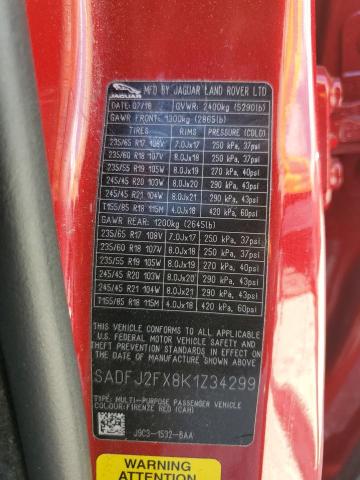 JAGUAR
MFD BY JAGUAR LAND ROVER LTD
DATE: 07/18 GVWR: 2400kg (5290lb)
GAWR FRONT: 1300kg (2865lb)
TIRES RIMS PRESSURE (COLD)
235/65 R17 108V 7.0Jx17 250 kPa, 37psi
235/60 R18 107V 8.0Jx18 250 kPa, 37psi
235/55 R19 105W 8.0Jx19 270 kPa, 40psi
245/45 R20 103W 8.0Jx20 290 kPa, 43psi
245/45 R21 104W 8.0Jx21 290 kPa, 43psi
T155/85 R18 115M 4.0Jx18 420 kPa, 60psi
GAWR REAR: 1200kg (2645lb)
235/65 R17 108V 7.0Jx17 250 kPa, 37psi
235/60 R18 107V 8.0Jx18 250 kPa, 37psi
235/55 R19 105W 8.0Jx19 270 kPa, 40psi
245/45 R20 103W 8.0Jx20 290 kPa, 43psi
245/45 R21 104W 8.0Jx21 290 kPa, 43psi
T155/85 R18 115M 4.0Jx18 420 kPa, 60psi
THIS VEHICLE CONFORMS TO ALL APPLICABLE
U.S. FEDERAL MOTOR VEHICLE SAFETY
STANDARDS IN EFFECT ON THE DATE OF
MANUFACTURE SHOWN ABOVE.
SADFJ2FX8K1Z34299
TYPE: MULTI-PURPOSE PASSENGER VEHICLE
COLOUR: FIRENZE RED (CAH)
J9C3-1532-BAA
WARNING ATTENTION